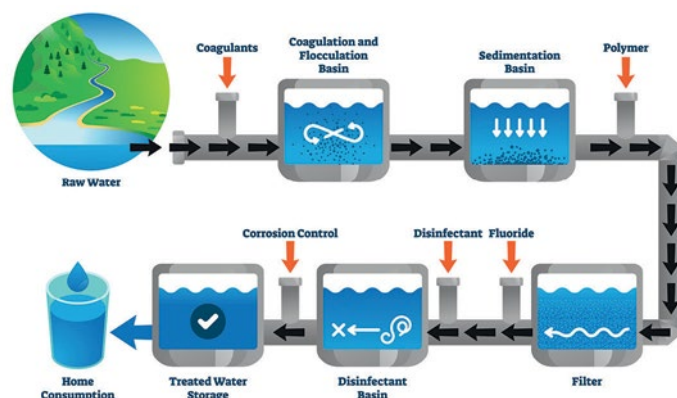 Coagulants
Coagulation and
Flocculation
Basin
Sedimentation
Basin
Polymer
Raw Water
Corrosion Control
Disinfectant
Fluoride
Home
Consumption
Treated Water
Storage
Disinfectant
Basin
Filter